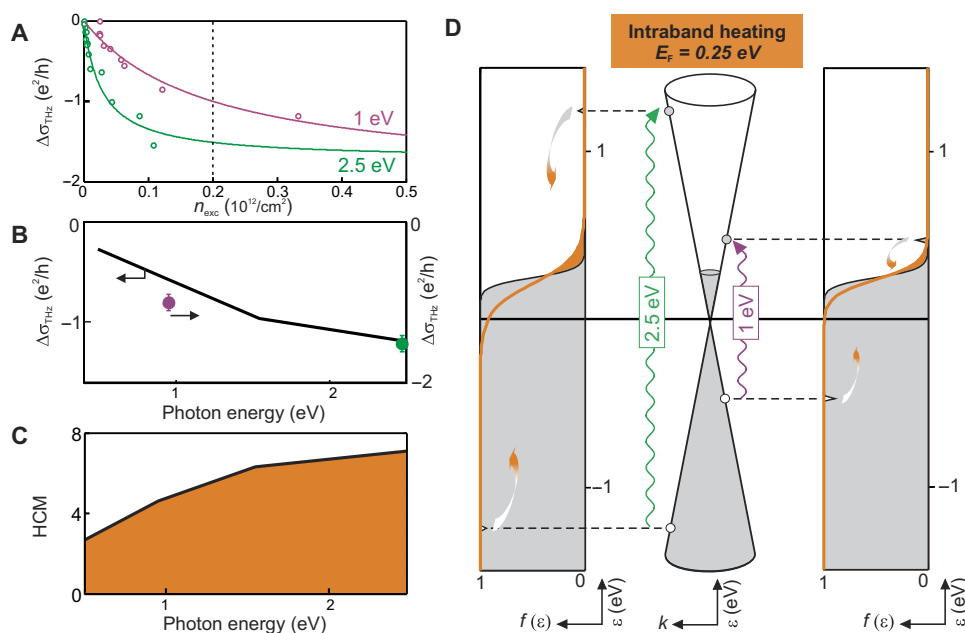 A
0
−1
−2
Δσ_THz (e²/h)
1 eV
2.5 eV
0 0.1 0.2 0.3 0.4 0.5
n_exc (10¹²/cm²)
B
0
−1
Δσ_THz (e²/h)
0
−2
Δσ_THz (e²/h)
1 2
Photon energy (eV)
C
8
4
0
HCM
1 2
Photon energy (eV)
D
Intraband heating
E_F = 0.25 eV
1
−1
2.5 eV
1 eV
1
−1
1 0
f (ε)
ε (eV)
k
ε (eV)
1 0
f (ε)
ε (eV)